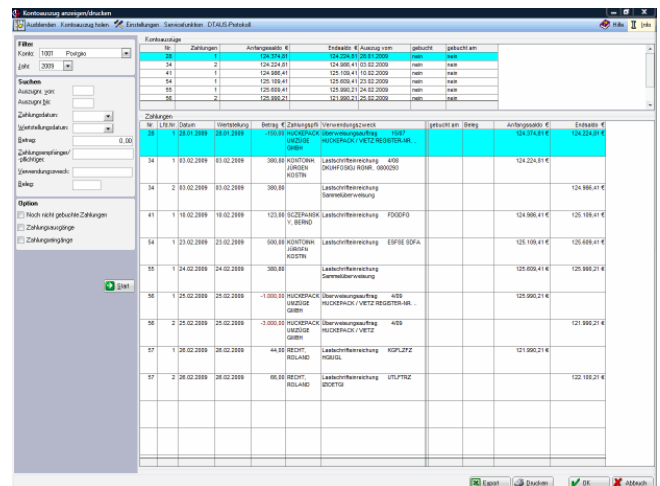 Kontoauszug anzeigen/drucken
Ausblenden Kontoauszug holen Einstellungen Servicefunktion DTAUS-Protokoll Hilfe Info
Filter
Konto: 1001 Postgiro
Jahr: 2009
Suchen
Auszugnr. von:
Auszugnr bis:
Zahlungsdatum:
Wertstellungsdatum:
Betrag: 0,00
Zahlungsempfänger/
-pflichtiger:
Verwendungszweck:
Beleg:
Option
Noch nicht gebuchte Zahlungen
Zahlungsausgänge
Zahlungseingänge
Start
Kontoauszüge
Nr. Zahlungen Anfangssaldo € Endsaldo € Auszug vom gebucht gebucht am
28 1 124.374,81 124.224,81 28.01.2009 nein nein
34 2 124.224,81 124.986,41 03.02.2009 nein nein
41 1 124.986,41 125.109,41 10.02.2009 nein nein
54 1 125.109,41 125.609,41 23.02.2009 nein nein
55 1 125.609,41 125.990,21 24.02.2009 nein nein
56 2 125.990,21 121.990,21 25.02.2009 nein nein
Zahlungen
Nr. Lfd.Nr Datum Wertstellung Betrag € Zahlungspfl Verwendungszweck gebucht am Beleg Anfangssaldo € Endsaldo €
28 1 28.01.2009 28.01.2009 -150,00 HUCKEPACK Überweisungsauftrag 124.374,81 € 124.224,81 €
UMZÜGE HUCKEPACK / VIETZ REGISTER-NR. ...
GMBH
34 1 03.02.2009 03.02.2009 380,80 KONTOINH. Lastschrifteinreichung 4/08 124.224,81 €
JÜRGEN
KOSTIN
34 2 03.02.2009 03.02.2009 380,80 Lastschrifteinreichung 124.986,41 €
Sammelüberweisung
41 1 10.02.2009 10.02.2009 123,00 SCZEPANSK Lastschrifteinreichung 124.986,41 € 125.109,41 €
Y, BERND
54 1 23.02.2009 23.02.2009 500,00 KONTOINH. Lastschrifteinreichung 125.109,41 € 125.609,41 €
JÜRGEN
KOSTIN
55 1 24.02.2009 24.02.2009 380,80 Lastschrifteinreichung 125.609,41 € 125.990,21 €
Sammelüberweisung
56 1 25.02.2009 25.02.2009 -1.000,00 HUCKEPACK Überweisungsauftrag 4/09 125.990,21 €
UMZÜGE HUCKEPACK / VIETZ REGISTER-NR. ...
GMBH
56 2 25.02.2009 25.02.2009 -3.000,00 HUCKEPACK Überweisungsauftrag 4/09 121.990,21 €
UMZÜGE HUCKEPACK / VIETZ
GMBH
57 1 26.02.2009 26.02.2009 44,00 RECHT, Lastschrifteinreichung 121.990,21 €
ROLAND
57 2 26.02.2009 26.02.2009 66,00 RECHT, Lastschrifteinreichung 122.100,21 €
ROLAND
Export Drucken OK Abbruch